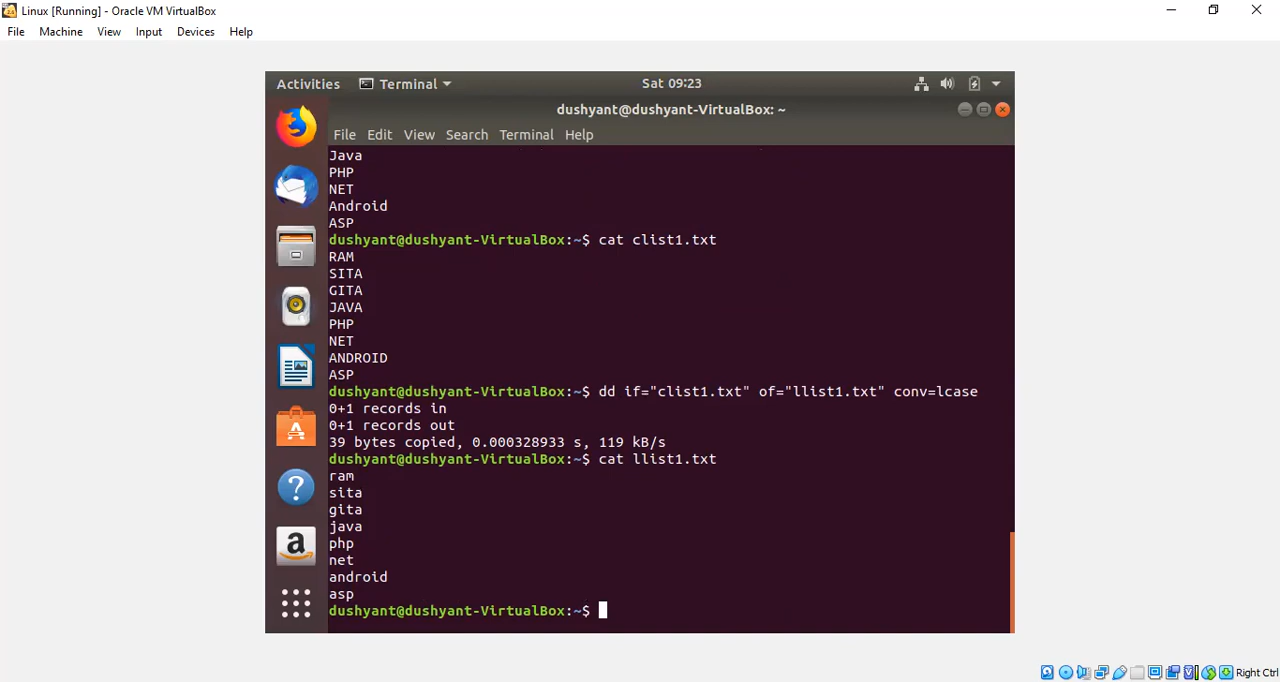 Linux [Running] - Oracle VM VirtualBox
File Machine View Input Devices Help
Activities Terminal Sat 09:23
dushyant@dushyant-VirtualBox: ~
File Edit View Search Terminal Help
Java
PHP
NET
Android
ASP
dushyant@dushyant-VirtualBox:~$ cat clist1.txt
RAM
SITA
GITA
JAVA
PHP
NET
ANDROID
ASP
dushyant@dushyant-VirtualBox:~$ dd if="clist1.txt" of="llist1.txt" conv=lcase
0+1 records in
0+1 records out
39 bytes copied, 0.000328933 s, 119 kB/s
dushyant@dushyant-VirtualBox:~$ cat llist1.txt
ram
sita
gita
java
php
net
android
asp
dushyant@dushyant-VirtualBox:~$
Right Ctrl